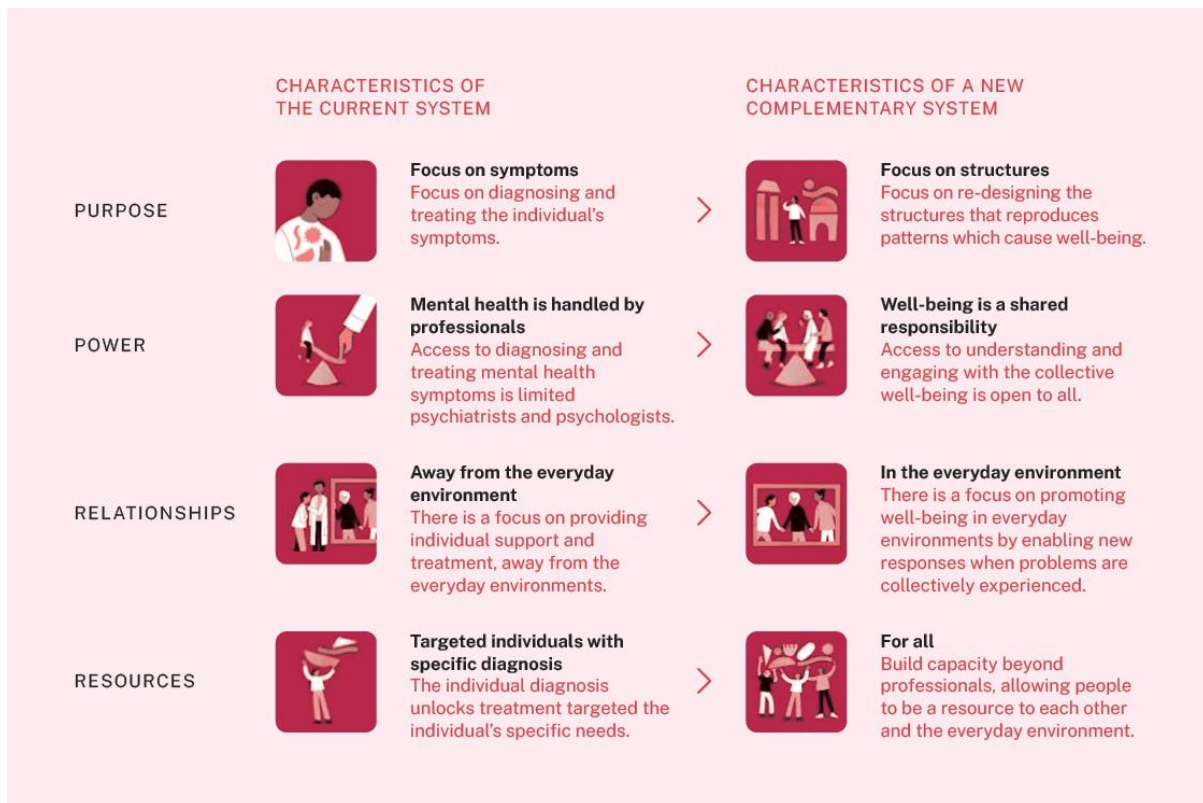 CHARACTERISTICS OF
THE CURRENT SYSTEM
CHARACTERISTICS OF A NEW
COMPLEMENTARY SYSTEM
PURPOSE
Focus on symptoms
Focus on diagnosing and
treating the individual's
symptoms.
Focus on structures
Focus on re-designing the
structures that reproduces
patterns which cause well-being.
POWER
Mental health is handled by
professionals
Access to diagnosing and
treating mental health
symptoms is limited
psychiatrists and psychologists.
Well-being is a shared
responsibility
Access to understanding and
engaging with the collective
well-being is open to all.
RELATIONSHIPS
Away from the everyday
environment
There is a focus on providing
individual support and
treatment, away from the
everyday environments.
In the everyday environment
There is a focus on promoting
well-being in everyday
environments by enabling new
responses when problems are
collectively experienced.
RESOURCES
Targeted individuals with
specific diagnosis
The individual diagnosis
unlocks treatment targeted the
individual's specific needs.
For all
Build capacity beyond
professionals, allowing people
to be a resource to each other
and the everyday environment.